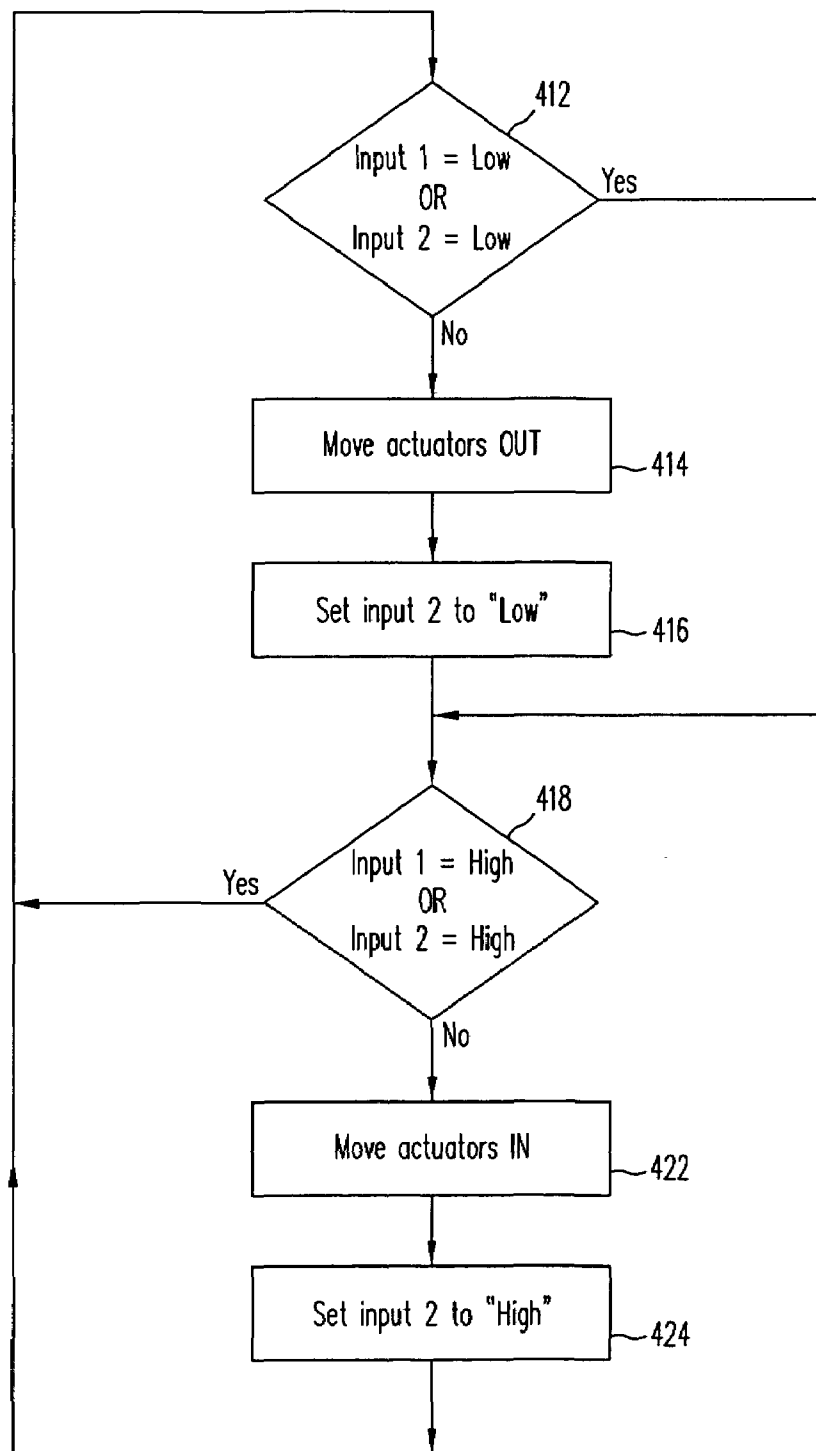 412
Input 1 = Low
OR
Input 2 = Low
Yes
No
Move actuators OUT
414
Set input 2 to "Low"
416
418
Input 1 = High
OR
Input 2 = High
Yes
No
Move actuators IN
422
Set input 2 to "High"
424